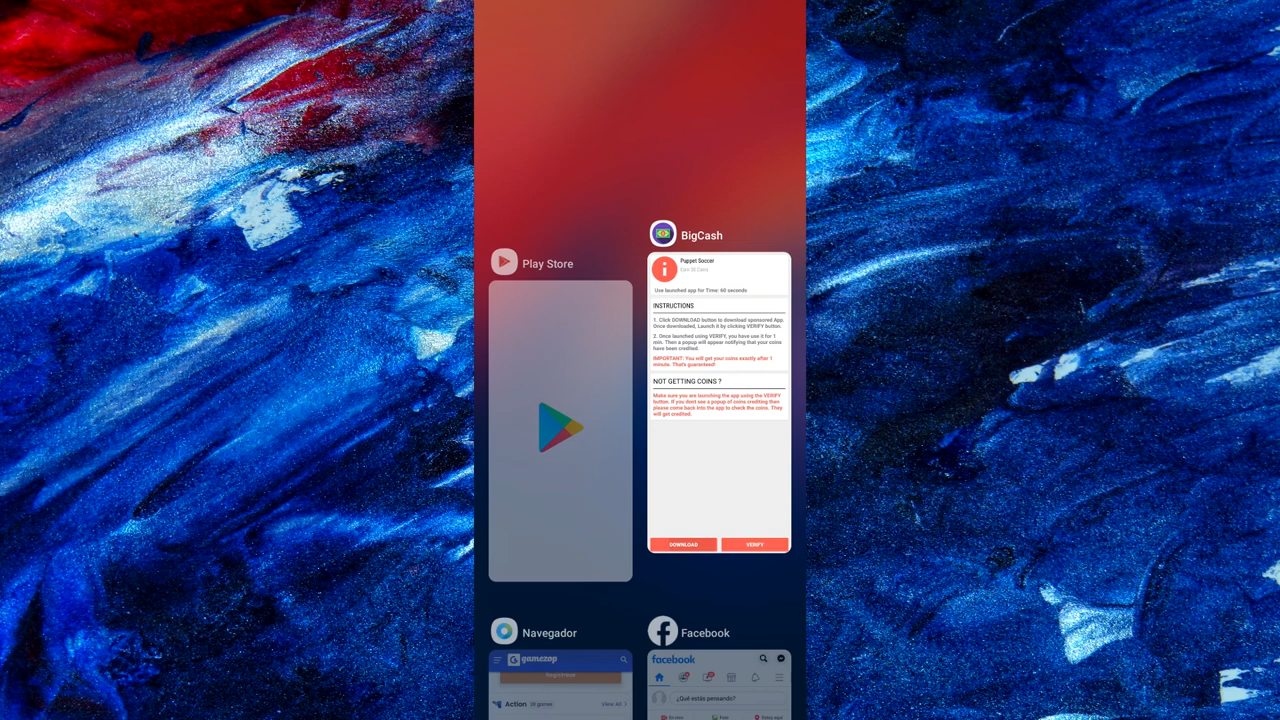 BigCash
Play Store
Puppet Soccer
Earn 30 Coins
Use launched app for Time: 60 seconds
INSTRUCTIONS
1. Click DOWNLOAD button to download sponsored App.
Once downloaded, Launch it by clicking VERIFY button.
2. Once launched using VERIFY, you have use it for 1
min. Then a popup will appear notifying that your coins
have been credited.
IMPORTANT: You will get your coins exactly after 1
minute. That's guaranteed!
NOT GETTING COINS ?
Make sure you are launching the app using the VERIFY
button. If you dont see a popup of coins crediting then
please come back into the app to check the coins. They
will get credited.
DOWNLOAD
VERIFY
Navegador
Facebook
gamezop
Registrarse
Action
View All >
facebook
¿Qué estás pensando?